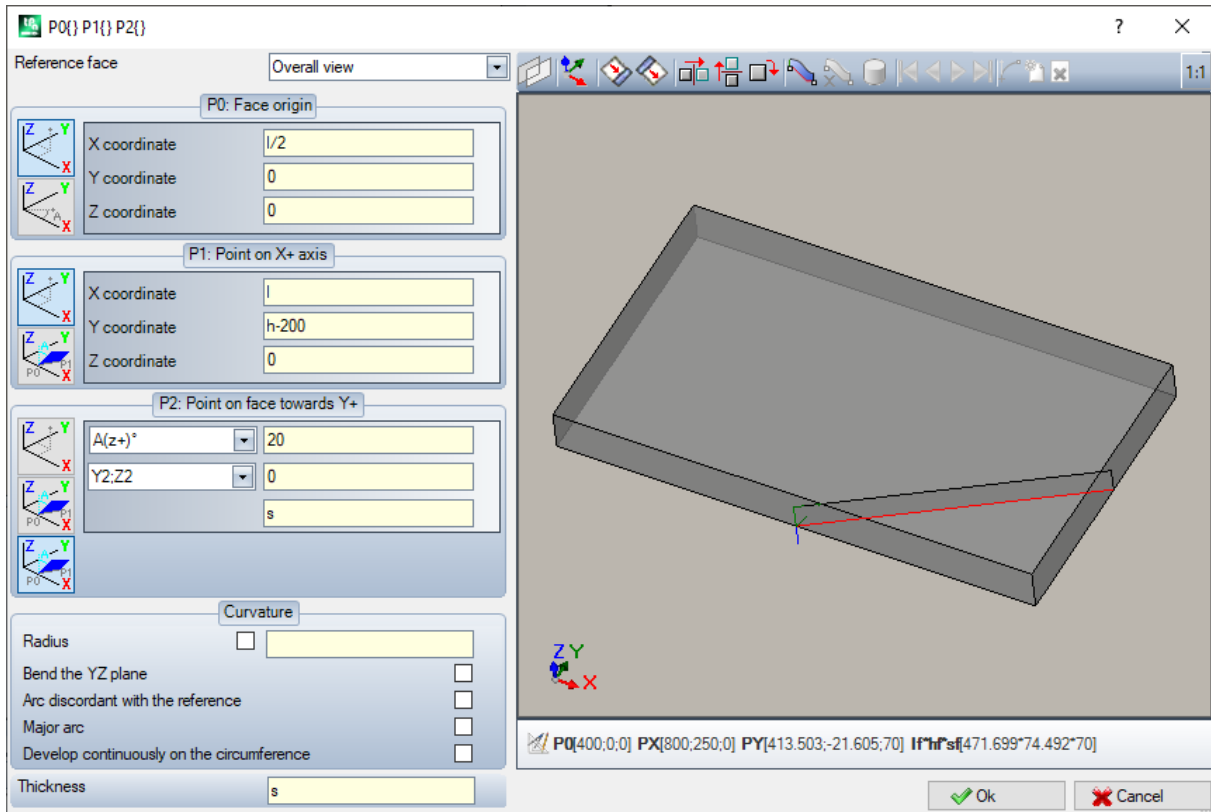 P0{} P1{} P2{}
?
Reference face
Overall view
1:1
P0: Face origin
X coordinate
l/2
Y coordinate
0
Z coordinate
0
P1: Point on X+ axis
X coordinate
l
Y coordinate
h-200
Z coordinate
0
P2: Point on face towards Y+
A(z+)°
20
Y2;Z2
0
s
Curvature
Radius
Bend the YZ plane
Arc discordant with the reference
Major arc
Develop continuously on the circumference
Thickness
s
Z Y
X
P0[400;0;0] PX[800;250;0] PY[413.503;-21.605;70] lf*hf*sf[471.699*74.492*70]
Ok
Cancel